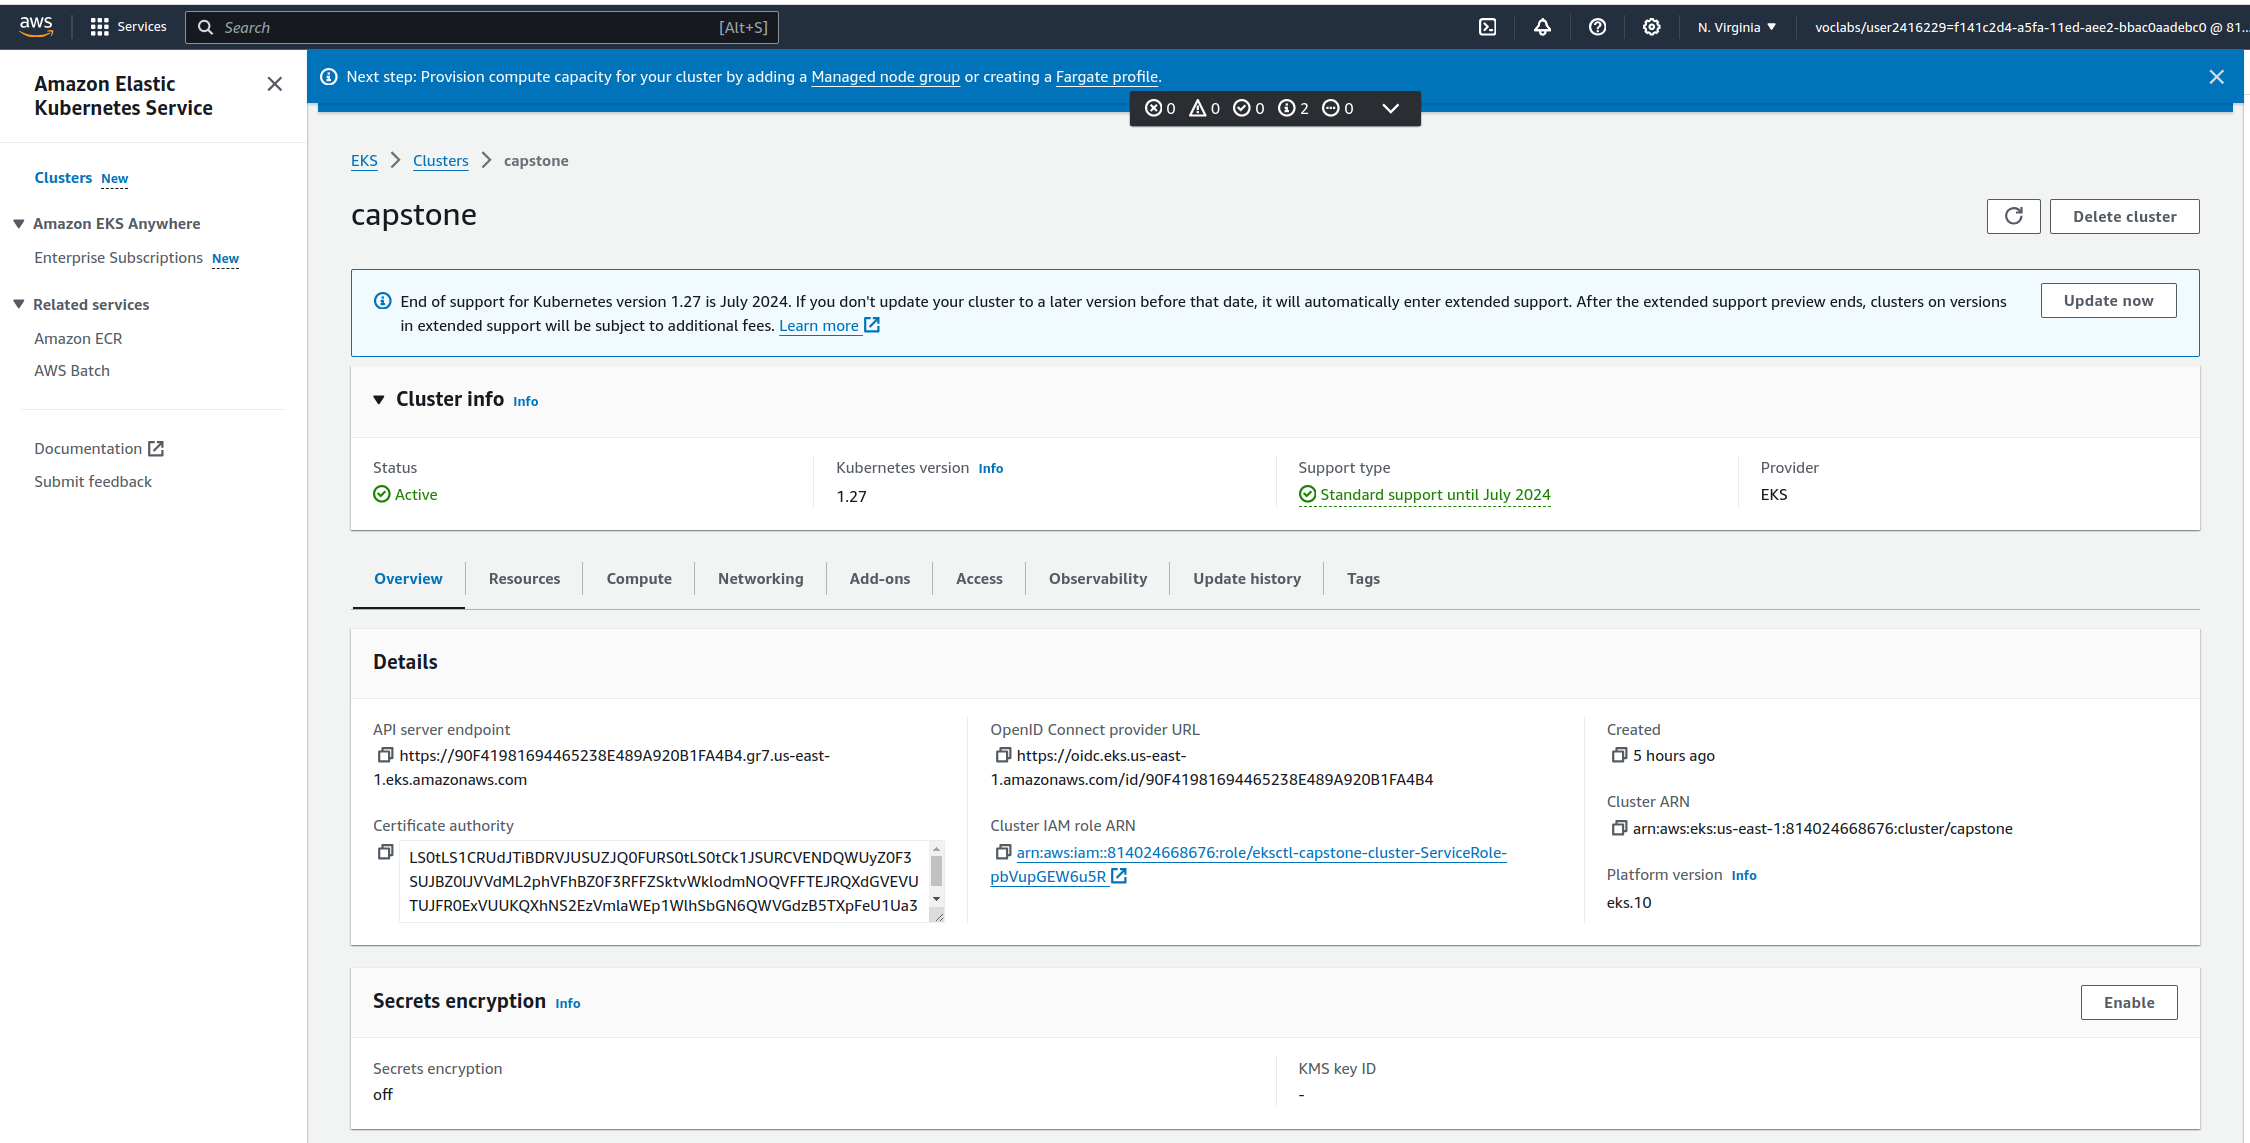 aws
Services
Search [Alt+S]
N. Virginia
voclabs/user2416229=f141c2d4-a5fa-11ed-aee2-bbac0aadebc0 @ 81...
Amazon Elastic
Kubernetes Service
Clusters New
Amazon EKS Anywhere
Enterprise Subscriptions New
Related services
Amazon ECR
AWS Batch
Documentation
Submit feedback
Next step: Provision compute capacity for your cluster by adding a Managed node group or creating a Fargate profile.
0 0 0 2 0
EKS Clusters capstone
capstone
Delete cluster
End of support for Kubernetes version 1.27 is July 2024. If you don't update your cluster to a later version before that date, it will automatically enter extended support. After the extended support preview ends, clusters on versions
in extended support will be subject to additional fees. Learn more
Update now
Cluster info Info
Status
Active
Kubernetes version Info
1.27
Support type
Standard support until July 2024
Provider
EKS
Overview Resources Compute Networking Add-ons Access Observability Update history Tags
Details
API server endpoint
https://90F41981694465238E489A920B1FA4B4.gr7.us-east-
1.eks.amazonaws.com
Certificate authority
LS0tLS1CRUdJTiBDRVJUSUZJQ0FURS0tLS0tCk1JSURCVENDQWUyZ0F3
SUJBZ0lJVVdML2phVFhBZ0F3RFFZSktvWklodmNOQVFFTEJRQXdGVEVU
TUJFR0ExVUUKQXhNS2EzVmlaWEp1WlhSbGN6QWVGdzB5TXpFeU1Ua3
OpenID Connect provider URL
https://oidc.eks.us-east-
1.amazonaws.com/id/90F41981694465238E489A920B1FA4B4
Cluster IAM role ARN
arn:aws:iam::814024668676:role/eksctl-capstone-cluster-ServiceRole-
pbVupGEW6u5R
Created
5 hours ago
Cluster ARN
arn:aws:eks:us-east-1:814024668676:cluster/capstone
Platform version Info
eks.10
Secrets encryption Info
Enable
Secrets encryption
off
KMS key ID
-